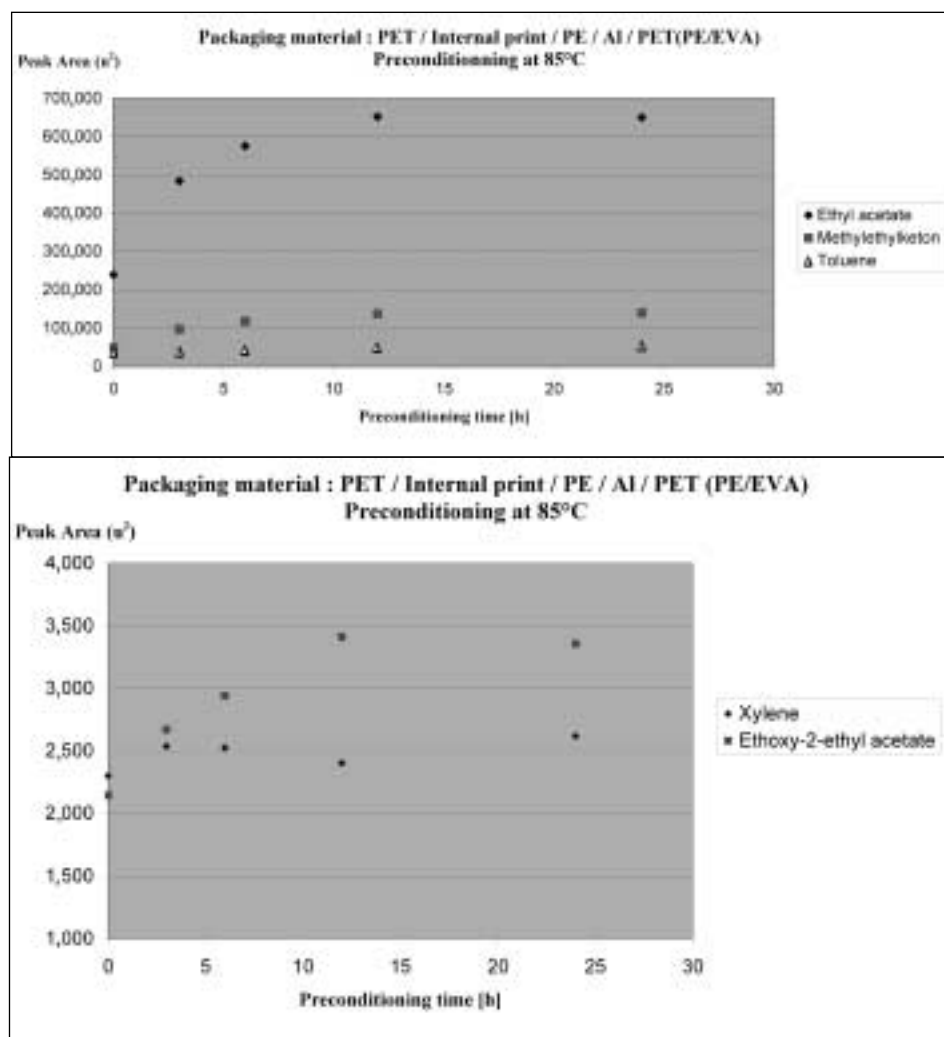 Packaging material : PET / Internal print / PE / Al / PET(PE/EVA)
Preconditionning at 85°C
Peak Area (u²)
700,000
600,000
500,000
400,000
300,000
200,000
100,000
0
0 5 10 15 20 25 30
Preconditioning time [h]
Ethyl acetate
Methylethylketon
Toluene
Packaging material : PET / Internal print / PE / Al / PET (PE/EVA)
Preconditioning at 85°C
Peak Area (u²)
4,000
3,500
3,000
2,500
2,000
1,500
1,000
0 5 10 15 20 25 30
Preconditioning time [h]
Xylene
Ethoxy-2-ethyl acetate